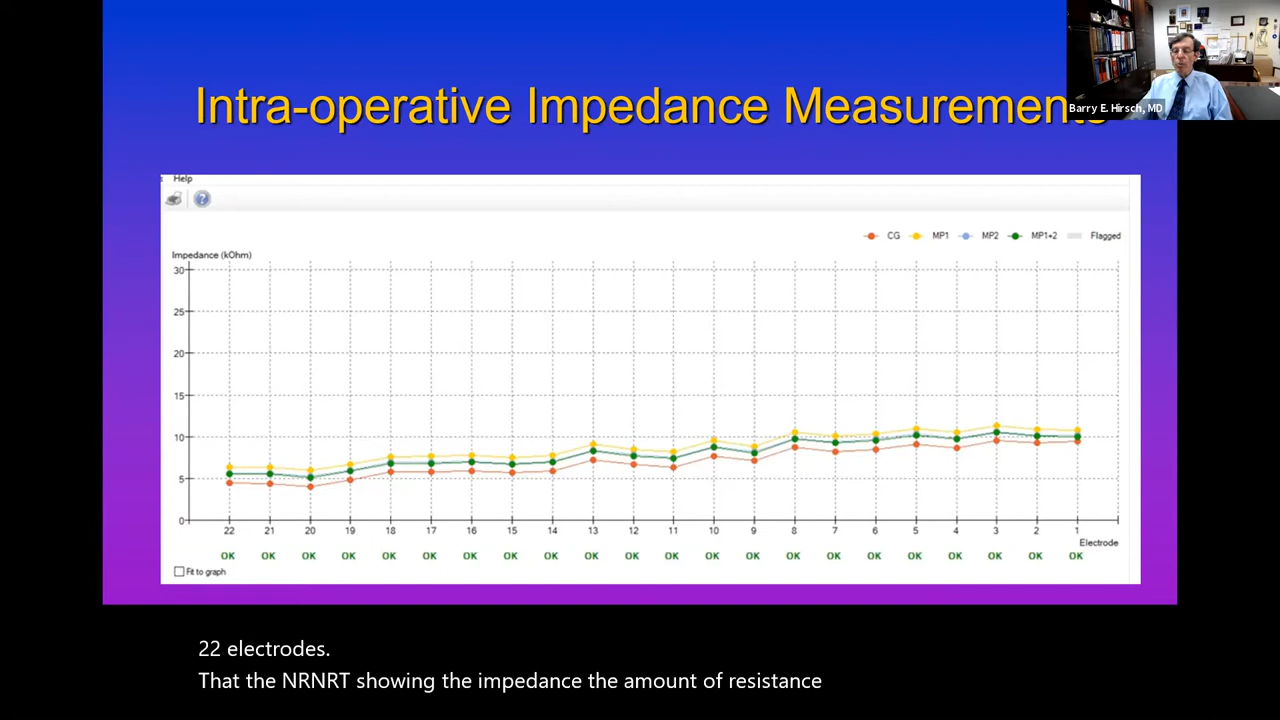 Intra-operative Impedance Measurements
Barry E. Hirsch, MD
Help
CG MP1 MP2 MP1+2 Flagged
Impedance (kOhm)
30
25
20
15
10
5
0
22 21 20 19 18 17 16 15 14 13 12 11 10 9 8 7 6 5 4 3 2 1
Electrode
OK OK OK OK OK OK OK OK OK OK OK OK OK OK OK OK OK OK OK OK OK OK
Fit to graph
22 electrodes.
That the NRNRT showing the impedance the amount of resistance